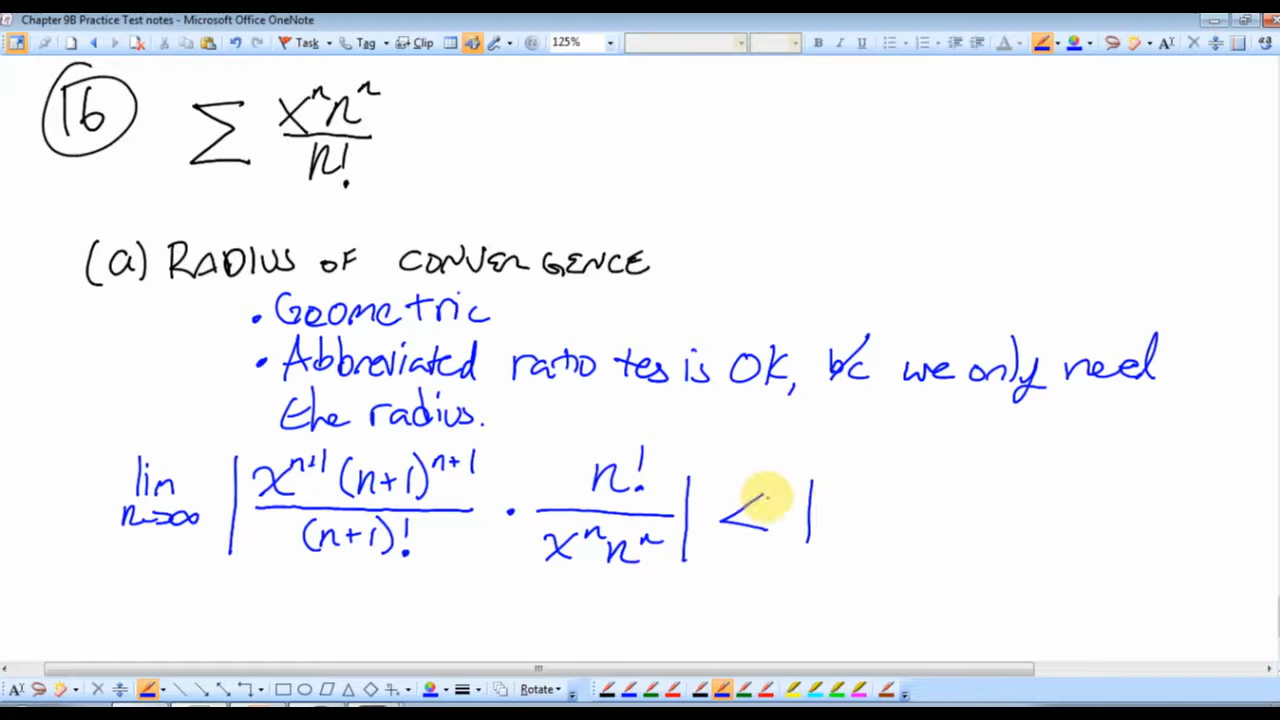 Chapter 9B Practice Test notes - Microsoft Office OneNote
Task Tag Clip 125% B I U
16 ∑ xⁿnⁿ / n!
(a) RADIUS OF CONVERGENCE
• Geometric
• Abbreviated ratio tes is OK, b/c we only need
the radius.
lim n→∞ | xⁿ⁺¹(n+1)ⁿ⁺¹ / (n+1)! · n! / xⁿnⁿ | < 1
Rotate